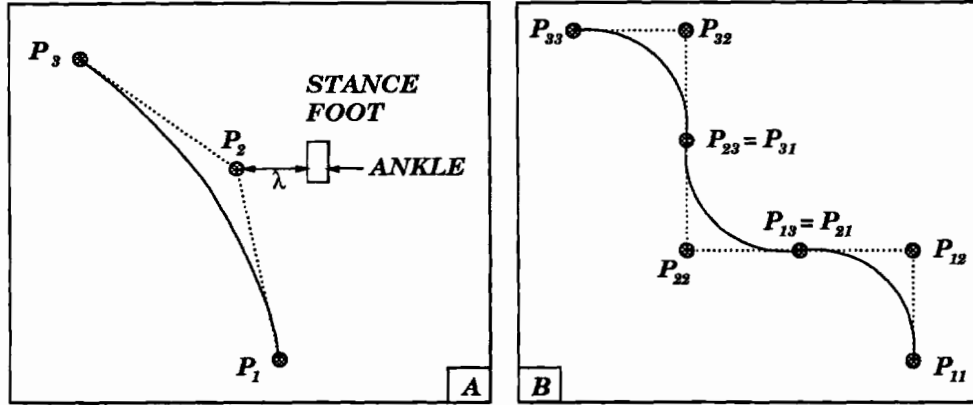 P3
STANCE
FOOT
P2
λ
ANKLE
P1
A
P33
P32
P23 = P31
P13 = P21
P22
P12
P11
B